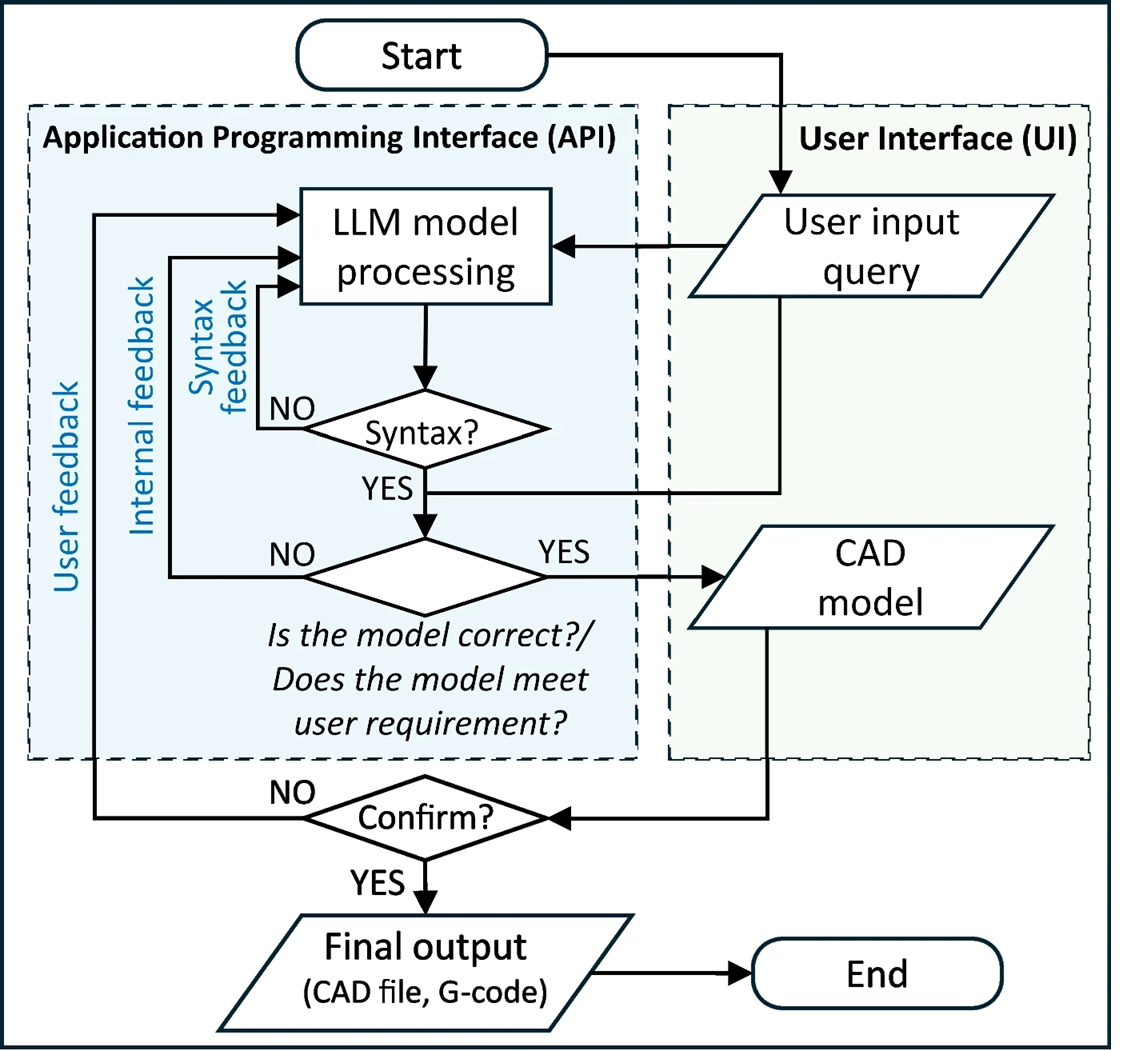 Start
Application Programming Interface (API)
User Interface (UI)
LLM model
processing
User input
query
User feedback
Internal feedback
Syntax
feedback
NO
Syntax?
YES
NO
YES
CAD
model
Is the model correct?/
Does the model meet
user requirement?
NO
Confirm?
YES
Final output
(CAD file, G-code)
End